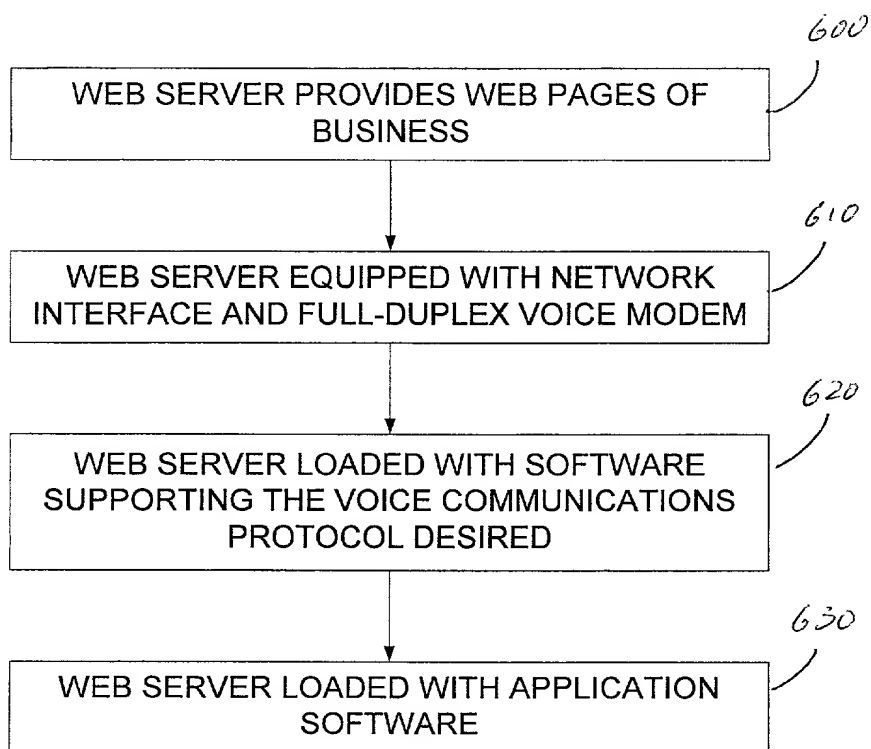 600
WEB SERVER PROVIDES WEB PAGES OF
BUSINESS
610
WEB SERVER EQUIPPED WITH NETWORK
INTERFACE AND FULL-DUPLEX VOICE MODEM
620
WEB SERVER LOADED WITH SOFTWARE
SUPPORTING THE VOICE COMMUNICATIONS
PROTOCOL DESIRED
630
WEB SERVER LOADED WITH APPLICATION
SOFTWARE